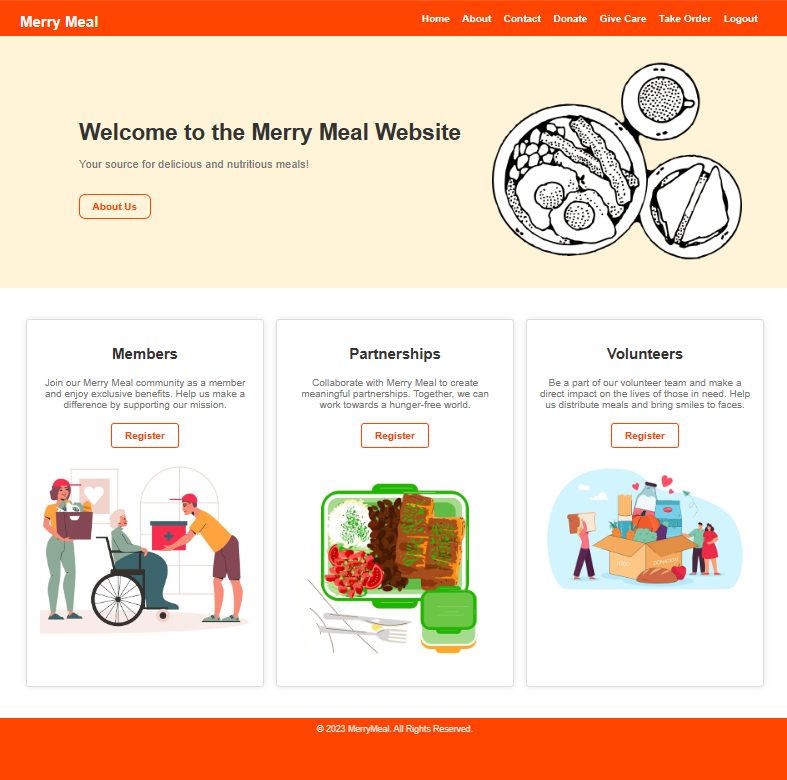 Merry Meal
Home About Contact Donate Give Care Take Order Logout
Welcome to the Merry Meal Website
Your source for delicious and nutritious meals!
About Us
Members
Join our Merry Meal community as a member
and enjoy exclusive benefits. Help us make a
difference by supporting our mission.
Register
Partnerships
Collaborate with Merry Meal to create
meaningful partnerships. Together, we can
work towards a hunger-free world.
Register
Volunteers
Be a part of our volunteer team and make a
direct impact on the lives of those in need. Help
us distribute meals and bring smiles to faces.
Register
© 2023 MerryMeal. All Rights Reserved.